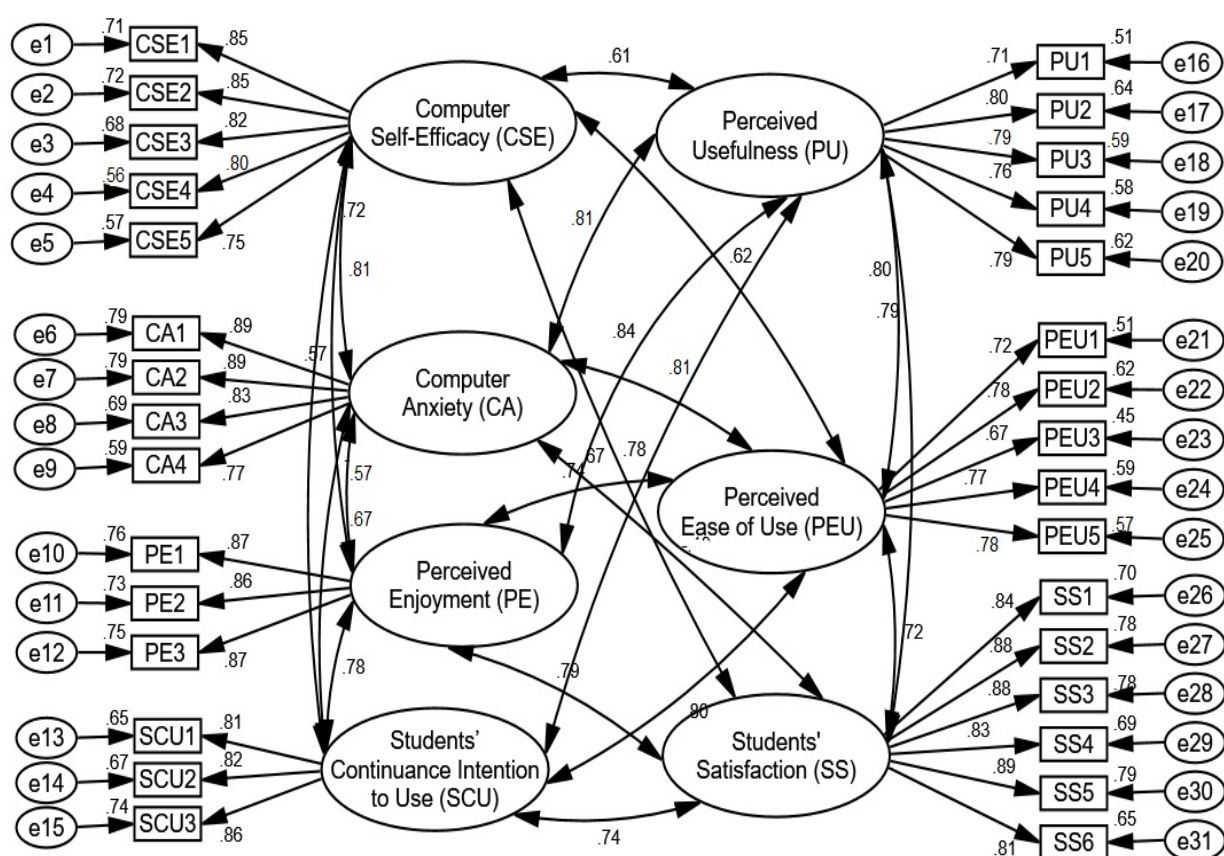 e1 .71 CSE1 .85
e2 .72 CSE2 .85
e3 .68 CSE3 .82
e4 .56 CSE4 .80
e5 .57 CSE5 .75
Computer
Self-Efficacy (CSE)
.61
Perceived
Usefulness (PU)
.71 PU1 .51 e16
.80 PU2 .64 e17
.79 PU3 .59 e18
.76 PU4 .58 e19
.79 PU5 .62 e20
.72
.81
.81
.62
.80
.79
e6 .79 CA1 .89
e7 .79 CA2 .89
e8 .69 CA3 .83
e9 .59 CA4 .77
.57
Computer
Anxiety (CA)
.84
.81
.72 PEU1 .51 e21
.78 PEU2 .62 e22
.67 PEU3 .45 e23
.77 PEU4 .59 e24
.78 PEU5 .57 e25
.57
.67
.74
.67
.78
Perceived
Ease of Use (PEU)
e10 .76 PE1 .87
e11 .73 PE2 .86
e12 .75 PE3 .87
Perceived
Enjoyment (PE)
.78
.79
.72
.80
e13 .65 SCU1 .81
e14 .67 SCU2 .82
e15 .74 SCU3 .86
Students’
Continuance Intention
to Use (SCU)
.74
Students'
Satisfaction (SS)
.84 SS1 .70 e26
.88 SS2 .78 e27
.88 SS3 .78 e28
.83 SS4 .69 e29
.89 SS5 .79 e30
.81 SS6 .65 e31